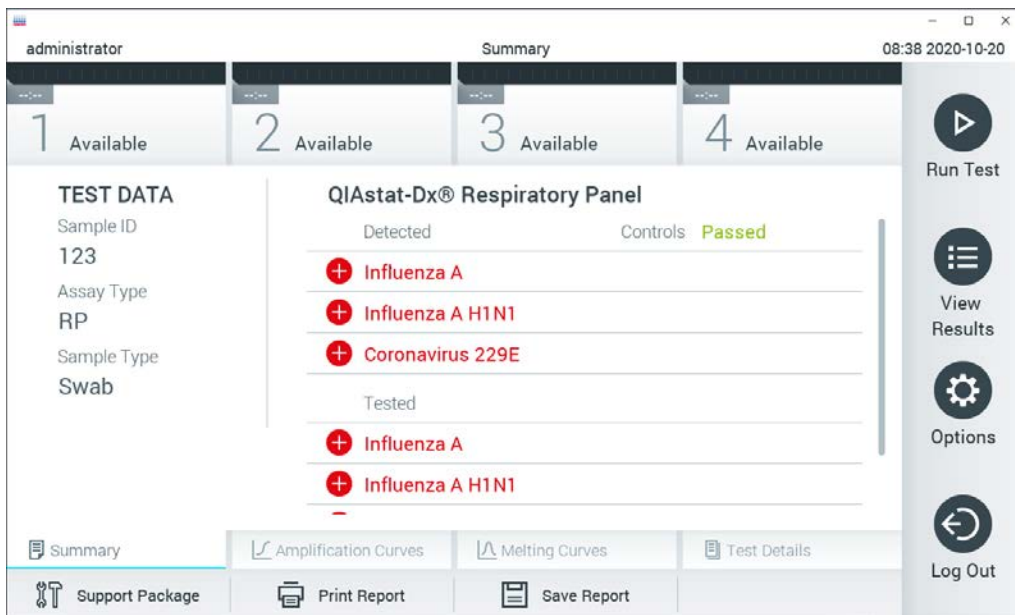 administrator Summary 08:38 2020-10-20
--:-- --:-- --:-- --:--
1 Available 2 Available 3 Available 4 Available
Run Test
TEST DATA
Sample ID
123
Assay Type
RP
Sample Type
Swab
QIAstat-Dx® Respiratory Panel
Detected Controls Passed
Influenza A
Influenza A H1N1
Coronavirus 229E
Tested
Influenza A
Influenza A H1N1
View
Results
Options
Log Out
Summary Amplification Curves Melting Curves Test Details
Support Package Print Report Save Report